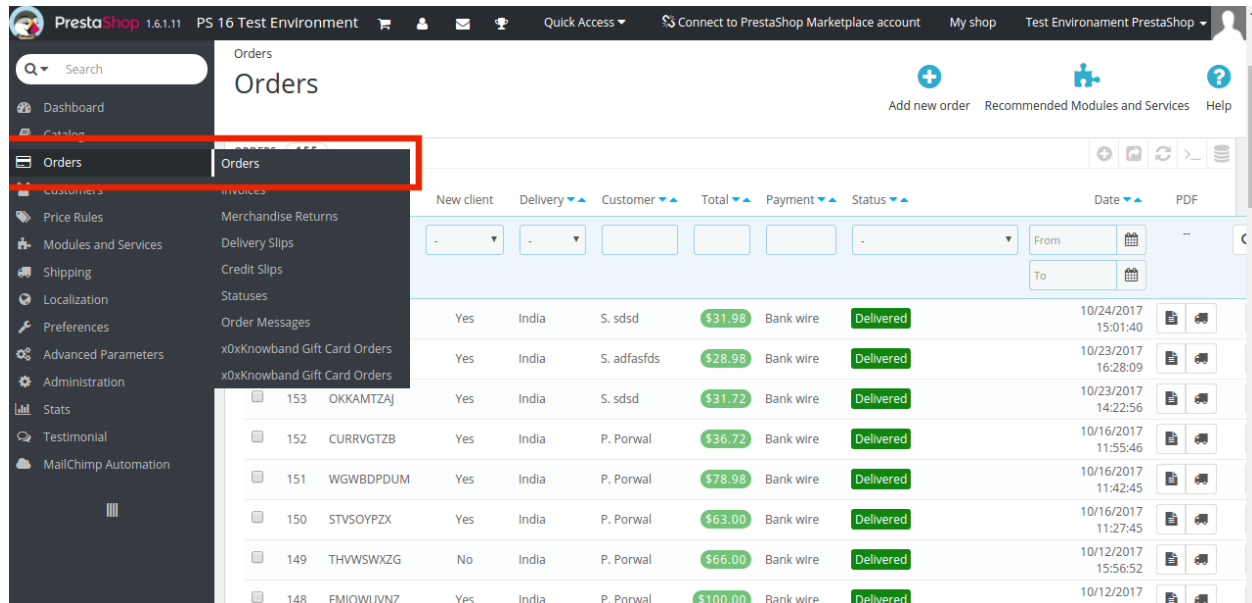 PrestaShop 1.6.1.11 PS 16 Test Environment Quick Access Connect to PrestaShop Marketplace account My shop Test Environament PrestaShop
Search
Dashboard
Catalog
Orders
Customers
Price Rules
Modules and Services
Shipping
Localization
Preferences
Advanced Parameters
Administration
Stats
Testimonial
MailChimp Automation
Orders
Invoices
Merchandise Returns
Delivery Slips
Credit Slips
Statuses
Order Messages
x0xKnowband Gift Card Orders
x0xKnowband Gift Card Orders
Orders
Orders
Add new order Recommended Modules and Services Help
ORDERS 155
New client Delivery Customer Total Payment Status Date PDF
- - - From --
To
Yes India S. sdsd $31.98 Bank wire Delivered 10/24/2017
15:01:40
Yes India S. adfasfds $28.98 Bank wire Delivered 10/23/2017
16:28:09
153 OKKAMTZAJ Yes India S. sdsd $31.72 Bank wire Delivered 10/23/2017
14:22:56
152 CURRVGTZB Yes India P. Porwal $36.72 Bank wire Delivered 10/16/2017
11:55:46
151 WGWBDPDUM Yes India P. Porwal $78.98 Bank wire Delivered 10/16/2017
11:42:45
150 STVSOYPZX Yes India P. Porwal $63.00 Bank wire Delivered 10/16/2017
11:27:45
149 THVWSWXZG No India P. Porwal $66.00 Bank wire Delivered 10/12/2017
15:56:52
148 FMIOWUVNZ Yes India P. Porwal $100.00 Bank wire Delivered 10/12/2017